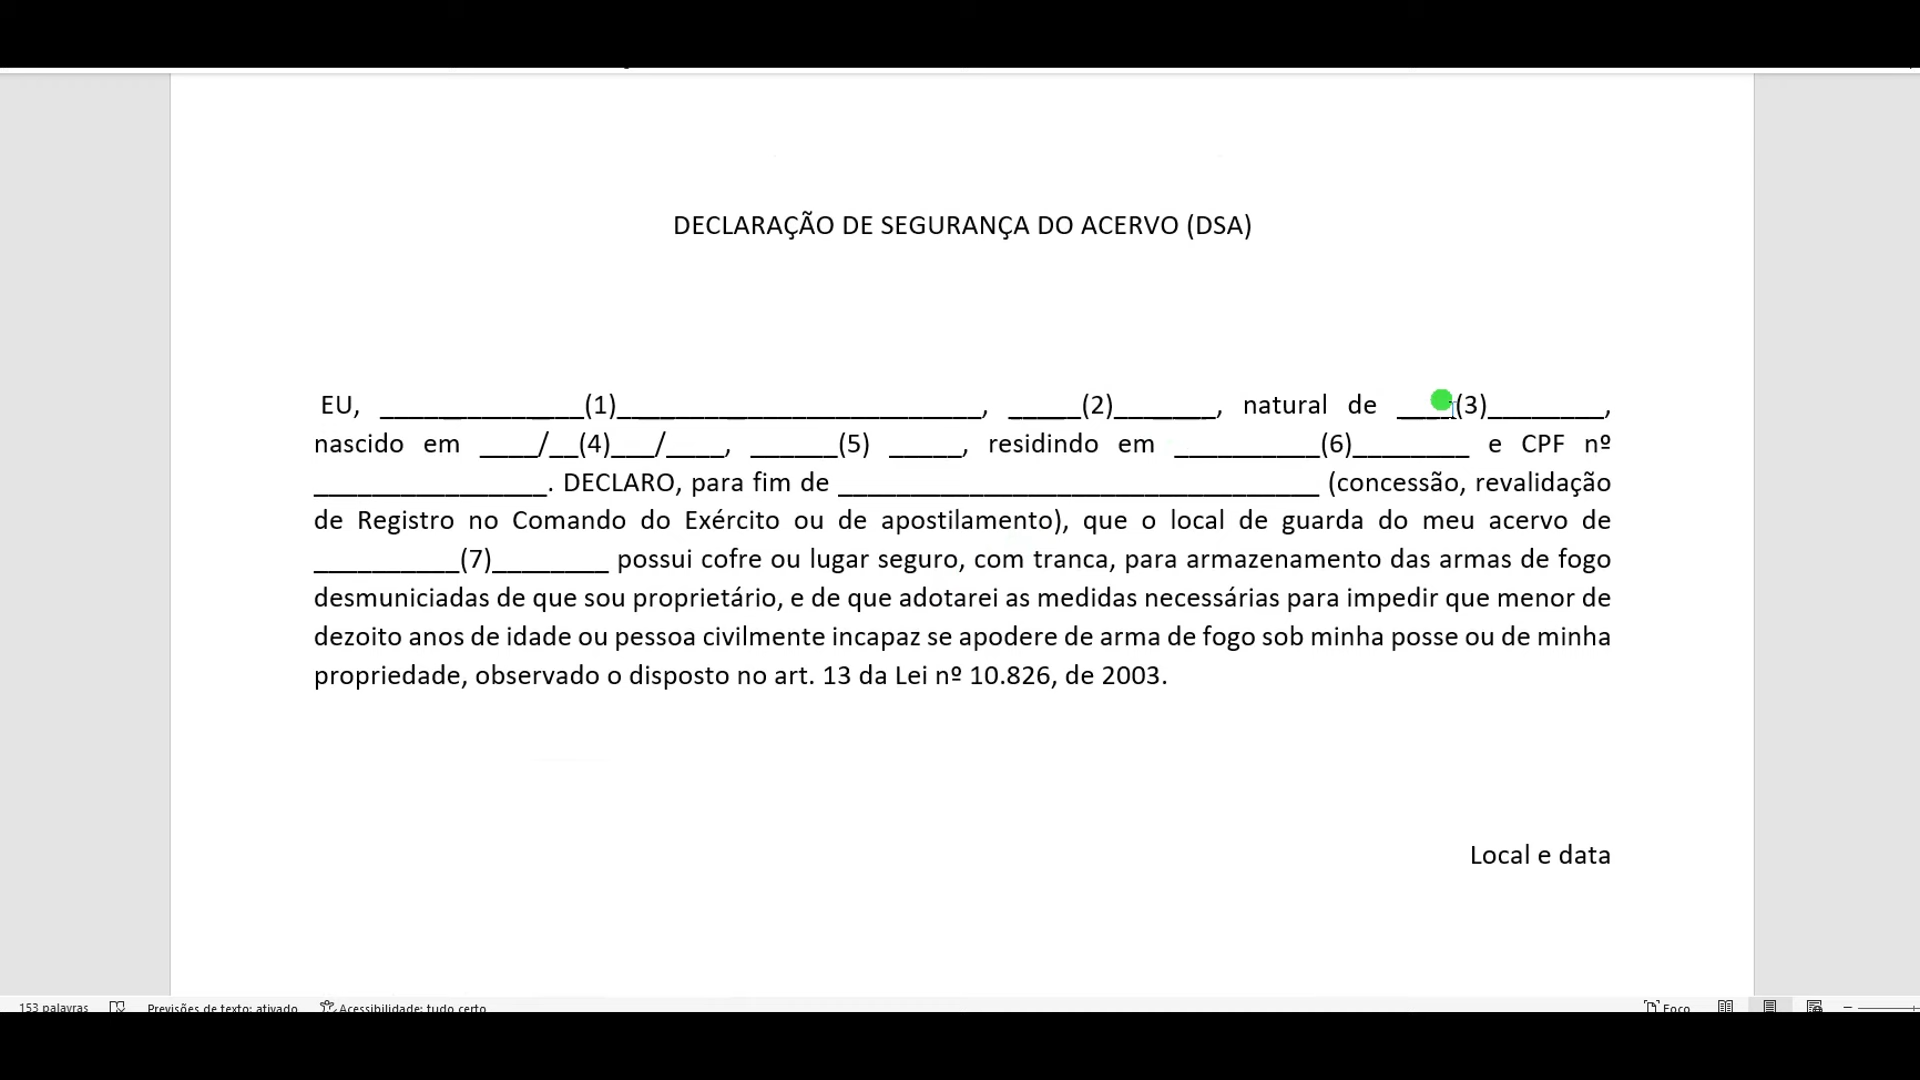 DECLARAÇÃO DE SEGURANÇA DO ACERVO (DSA)
EU, ______________(1)_________________________, _____(2)_______, natural de ____(3)________,
nascido em ____/__(4)___/____, ______(5) _____, residindo em __________(6)________ e CPF nº
________________. DECLARO, para fim de _________________________________ (concessão, revalidação
de Registro no Comando do Exército ou de apostilamento), que o local de guarda do meu acervo de
__________(7)________ possui cofre ou lugar seguro, com tranca, para armazenamento das armas de fogo
desmuniciadas de que sou proprietário, e de que adotarei as medidas necessárias para impedir que menor de
dezoito anos de idade ou pessoa civilmente incapaz se apodere de arma de fogo sob minha posse ou de minha
propriedade, observado o disposto no art. 13 da Lei nº 10.826, de 2003.
Local e data
153 palavras Previsões de texto: ativado Acessibilidade: tudo certo Foco